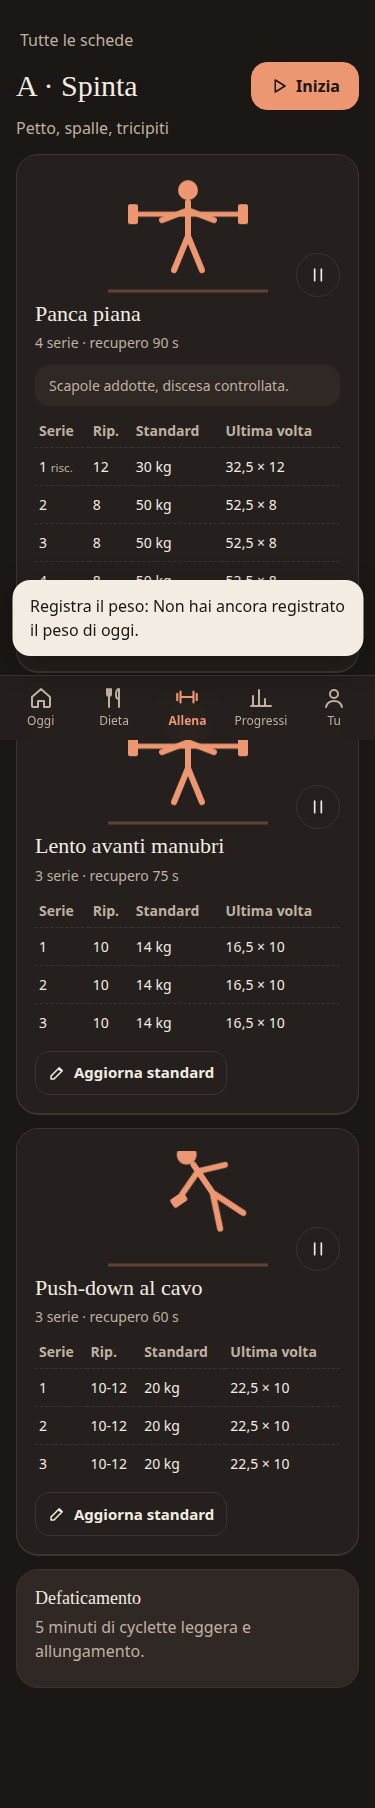 Tutte le schede
A · Spinta
Inizia
Petto, spalle, tricipiti
Panca piana
4 serie · recupero 90 s
Scapole addotte, discesa controllata.
Serie Rip. Standard Ultima volta
1 risc. 12 30 kg 32,5 × 12
2 8 50 kg 52,5 × 8
3 8 50 kg 52,5 × 8
Registra il peso: Non hai ancora registrato
il peso di oggi.
Oggi Dieta Allena Progressi Tu
Lento avanti manubri
3 serie · recupero 75 s
Serie Rip. Standard Ultima volta
1 10 14 kg 16,5 × 10
2 10 14 kg 16,5 × 10
3 10 14 kg 16,5 × 10
Aggiorna standard
Push-down al cavo
3 serie · recupero 60 s
Serie Rip. Standard Ultima volta
1 10-12 20 kg 22,5 × 10
2 10-12 20 kg 22,5 × 10
3 10-12 20 kg 22,5 × 10
Aggiorna standard
Defaticamento
5 minuti di cyclette leggera e
allungamento.